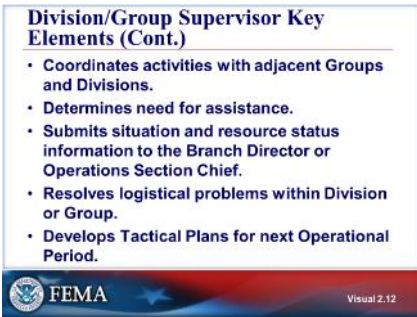 Division/Group Supervisor Key
Elements (Cont.)
• Coordinates activities with adjacent Groups
and Divisions.
• Determines need for assistance.
• Submits situation and resource status
information to the Branch Director or
Operations Section Chief.
• Resolves logistical problems within Division
or Group.
• Develops Tactical Plans for next Operational
Period.
FEMA
Visual 2.12